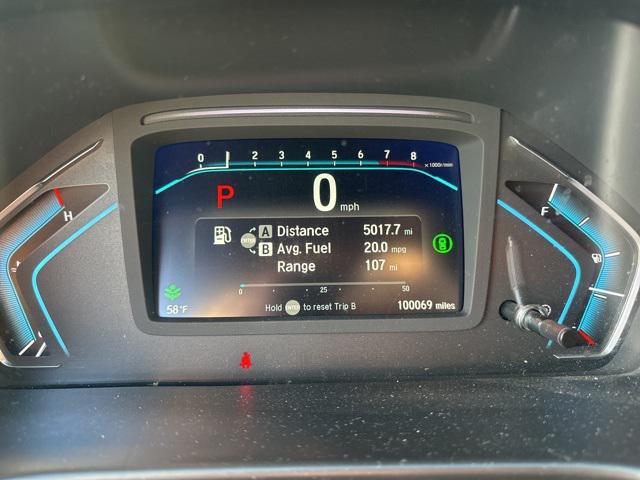 0 2 3 4 5 6 7 8 ×1000r/min
P 0 mph
H
F
A Distance 5017.7 mi
B Avg. Fuel 20.0 mpg
Range 107 mi
0 25 50
58°F Hold ENTER to reset Trip B 100069 miles